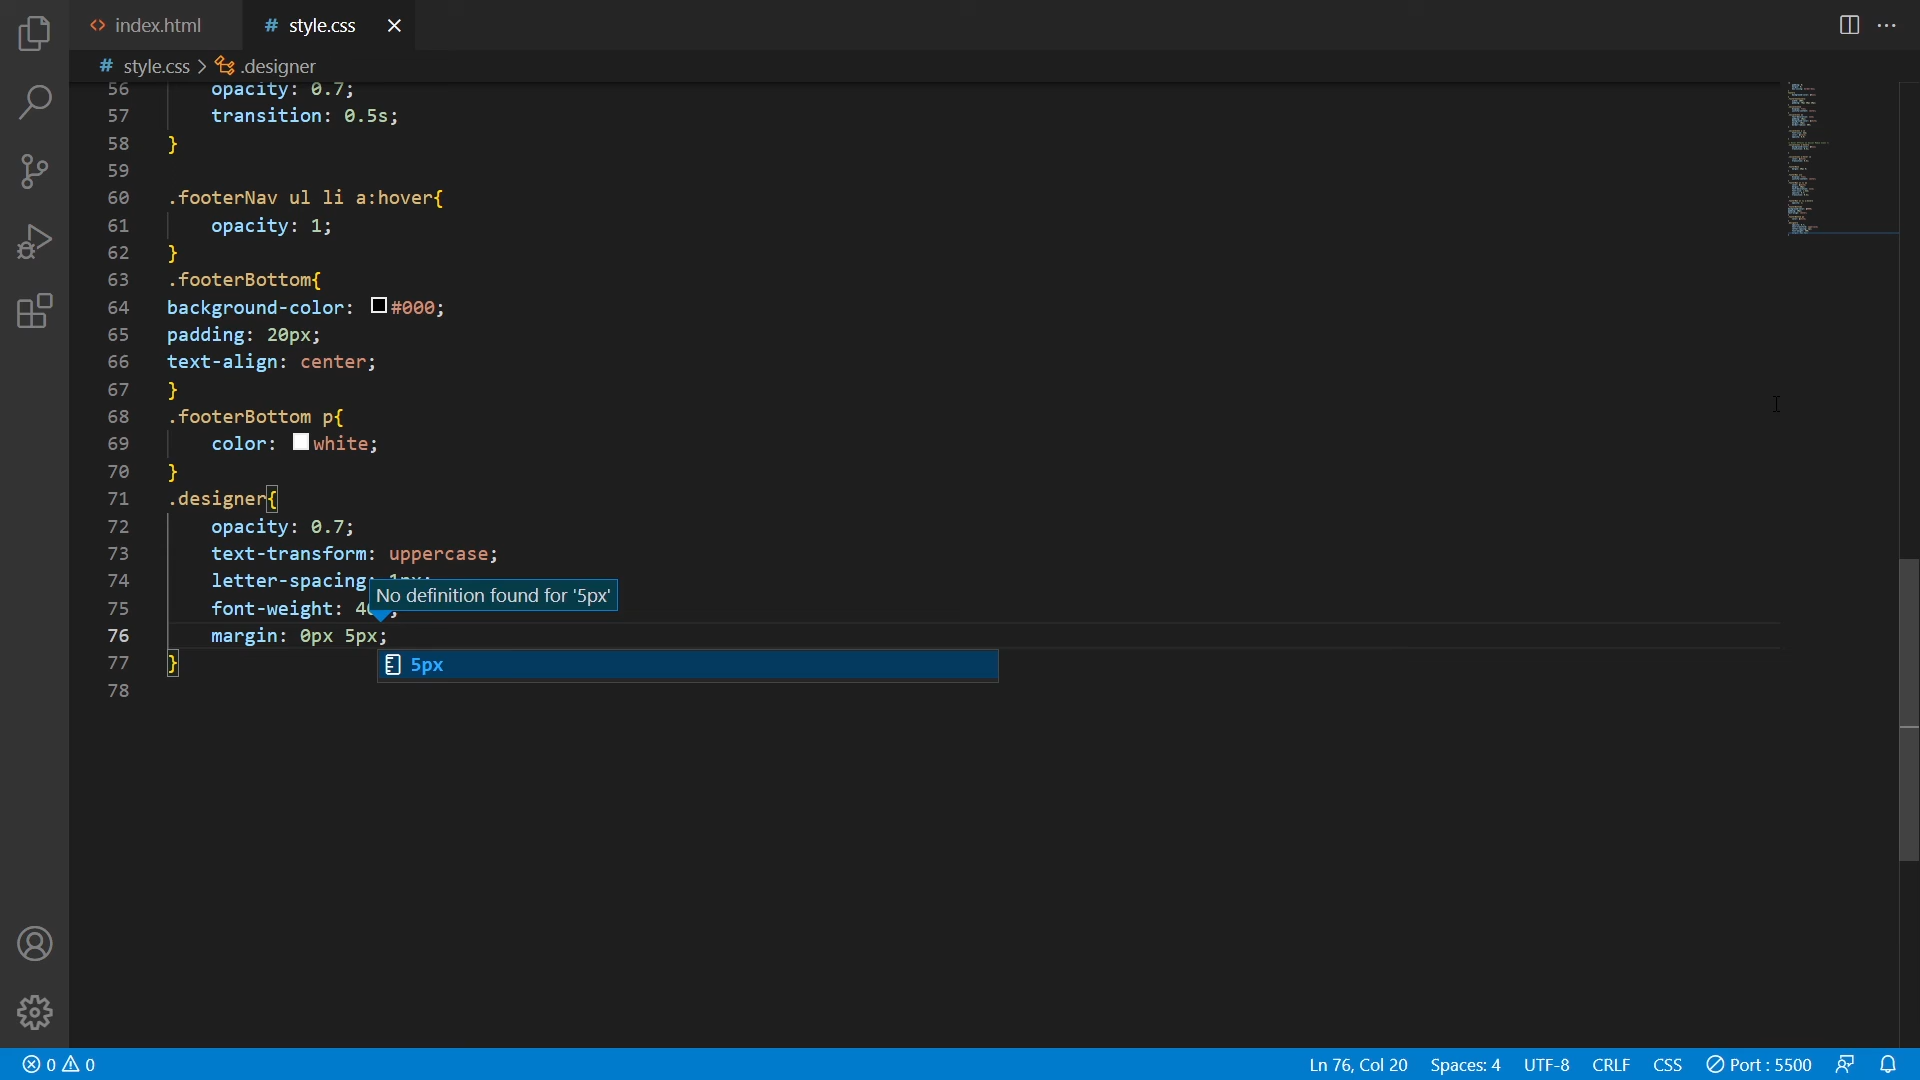 index.html
# style.css
# style.css > .designer
56 opacity: 0.7;
57 transition: 0.5s;
58 }
59
60 .footerNav ul li a:hover{
61 opacity: 1;
62 }
63 .footerBottom{
64 background-color: #000;
65 padding: 20px;
66 text-align: center;
67 }
68 .footerBottom p{
69 color: white;
70 }
71 .designer{
72 opacity: 0.7;
73 text-transform: uppercase;
74 letter-spacing: 1px;
No definition found for '5px'
75 font-weight:
76 margin: 0px 5px;
77 }
5px
78
0 0 Ln 76, Col 20 Spaces: 4 UTF-8 CRLF CSS Port : 5500